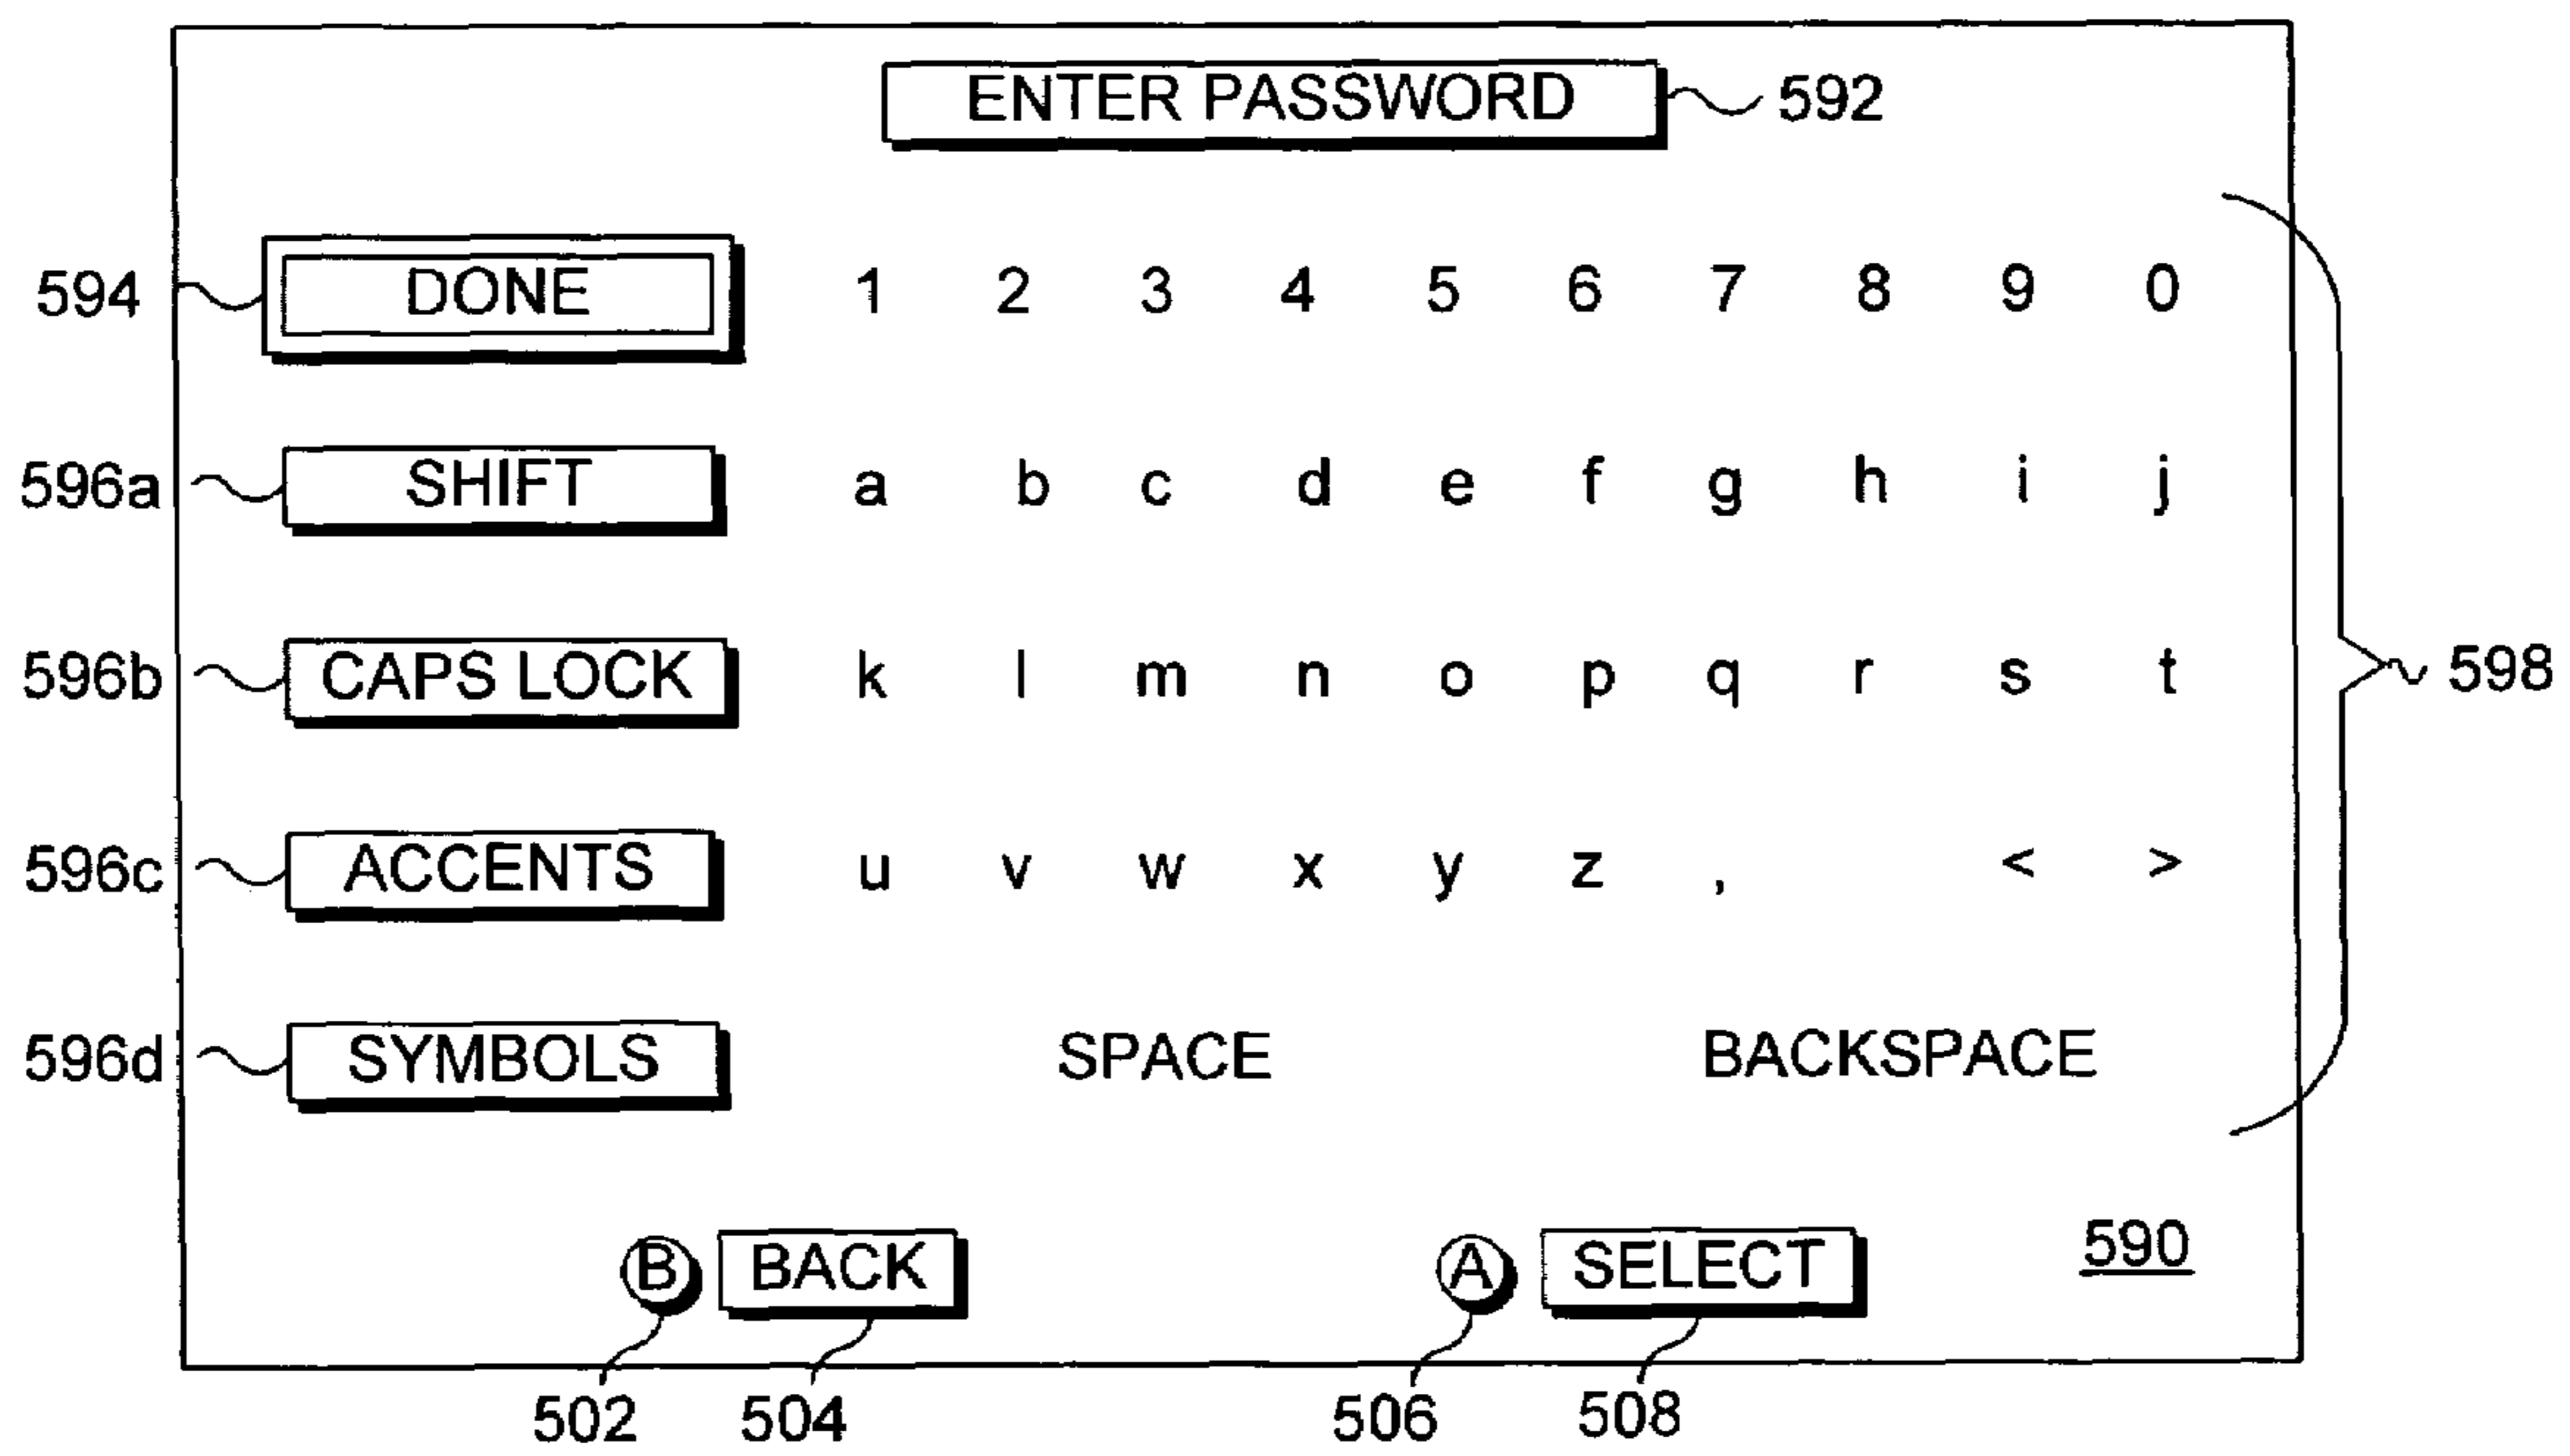 ENTER PASSWORD 592
594 DONE 1 2 3 4 5 6 7 8 9 0
596a SHIFT a b c d e f g h i j
596b CAPS LOCK k l m n o p q r s t 598
596c ACCENTS u v w x y z , < >
596d SYMBOLS SPACE BACKSPACE
B BACK A SELECT 590
502 504 506 508